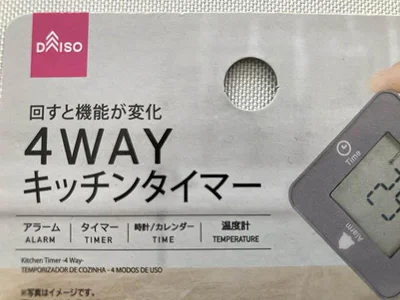 DAISO
回すと機能が変化
4WAY
キッチンタイマー
アラーム タイマー 時計/カレンダー 温度計
ALARM TIMER TIME TEMPERATURE
Kitchen Timer -4 Way-
TEMPORIZADOR DE COZINHA - 4 MODOS DE USO
※写真はイメージです。
Time
Alarm